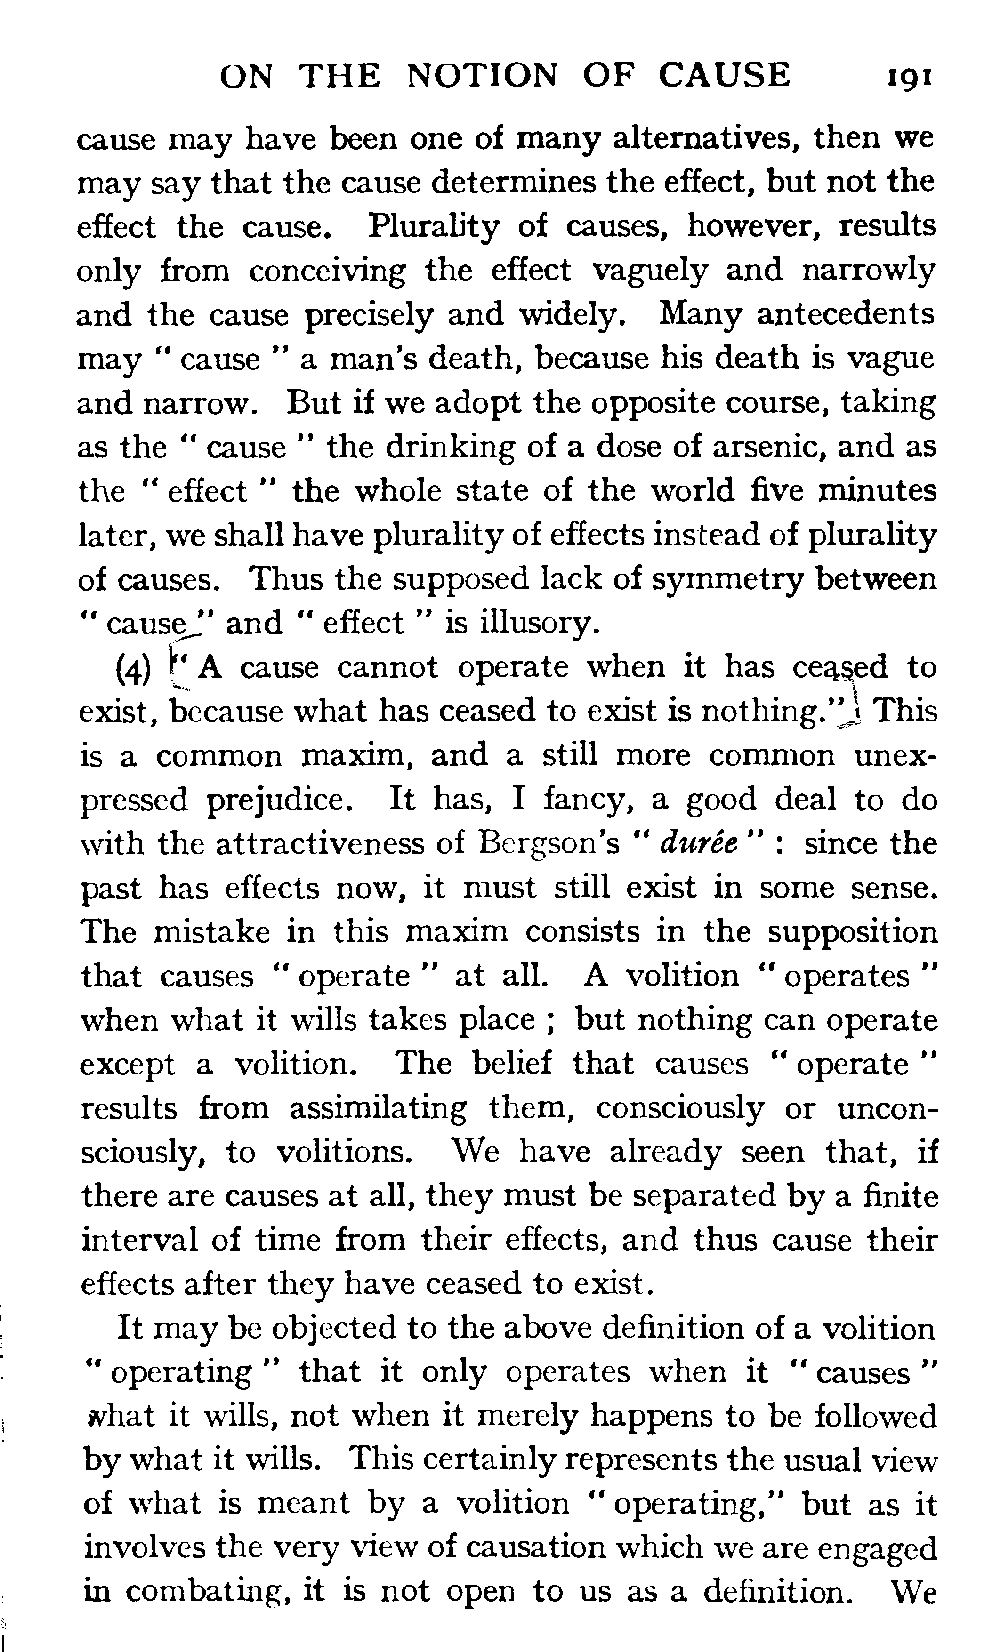 ON THE NOTION OF CAUSE 191
cause may have been one of many alternatives, then we
may say that the cause determines the effect, but not the
effect the cause. Plurality of causes, however, results
only from conceiving the effect vaguely and narrowly
and the cause precisely and widely. Many antecedents
may " cause " a man's death, because his death is vague
and narrow. But if we adopt the opposite course, taking
as the " cause " the drinking of a dose of arsenic, and as
the " effect " the whole state of the world five minutes
later, we shall have plurality of effects instead of plurality
of causes. Thus the supposed lack of symmetry between
" cause " and " effect " is illusory.
(4) " A cause cannot operate when it has ceased to
exist, because what has ceased to exist is nothing." This
is a common maxim, and a still more common unex-
pressed prejudice. It has, I fancy, a good deal to do
with the attractiveness of Bergson's " durée " : since the
past has effects now, it must still exist in some sense.
The mistake in this maxim consists in the supposition
that causes " operate " at all. A volition " operates "
when what it wills takes place ; but nothing can operate
except a volition. The belief that causes " operate "
results from assimilating them, consciously or uncon-
sciously, to volitions. We have already seen that, if
there are causes at all, they must be separated by a finite
interval of time from their effects, and thus cause their
effects after they have ceased to exist.
It may be objected to the above definition of a volition
" operating " that it only operates when it " causes "
what it wills, not when it merely happens to be followed
by what it wills. This certainly represents the usual view
of what is meant by a volition " operating," but as it
involves the very view of causation which we are engaged
in combating, it is not open to us as a definition. We